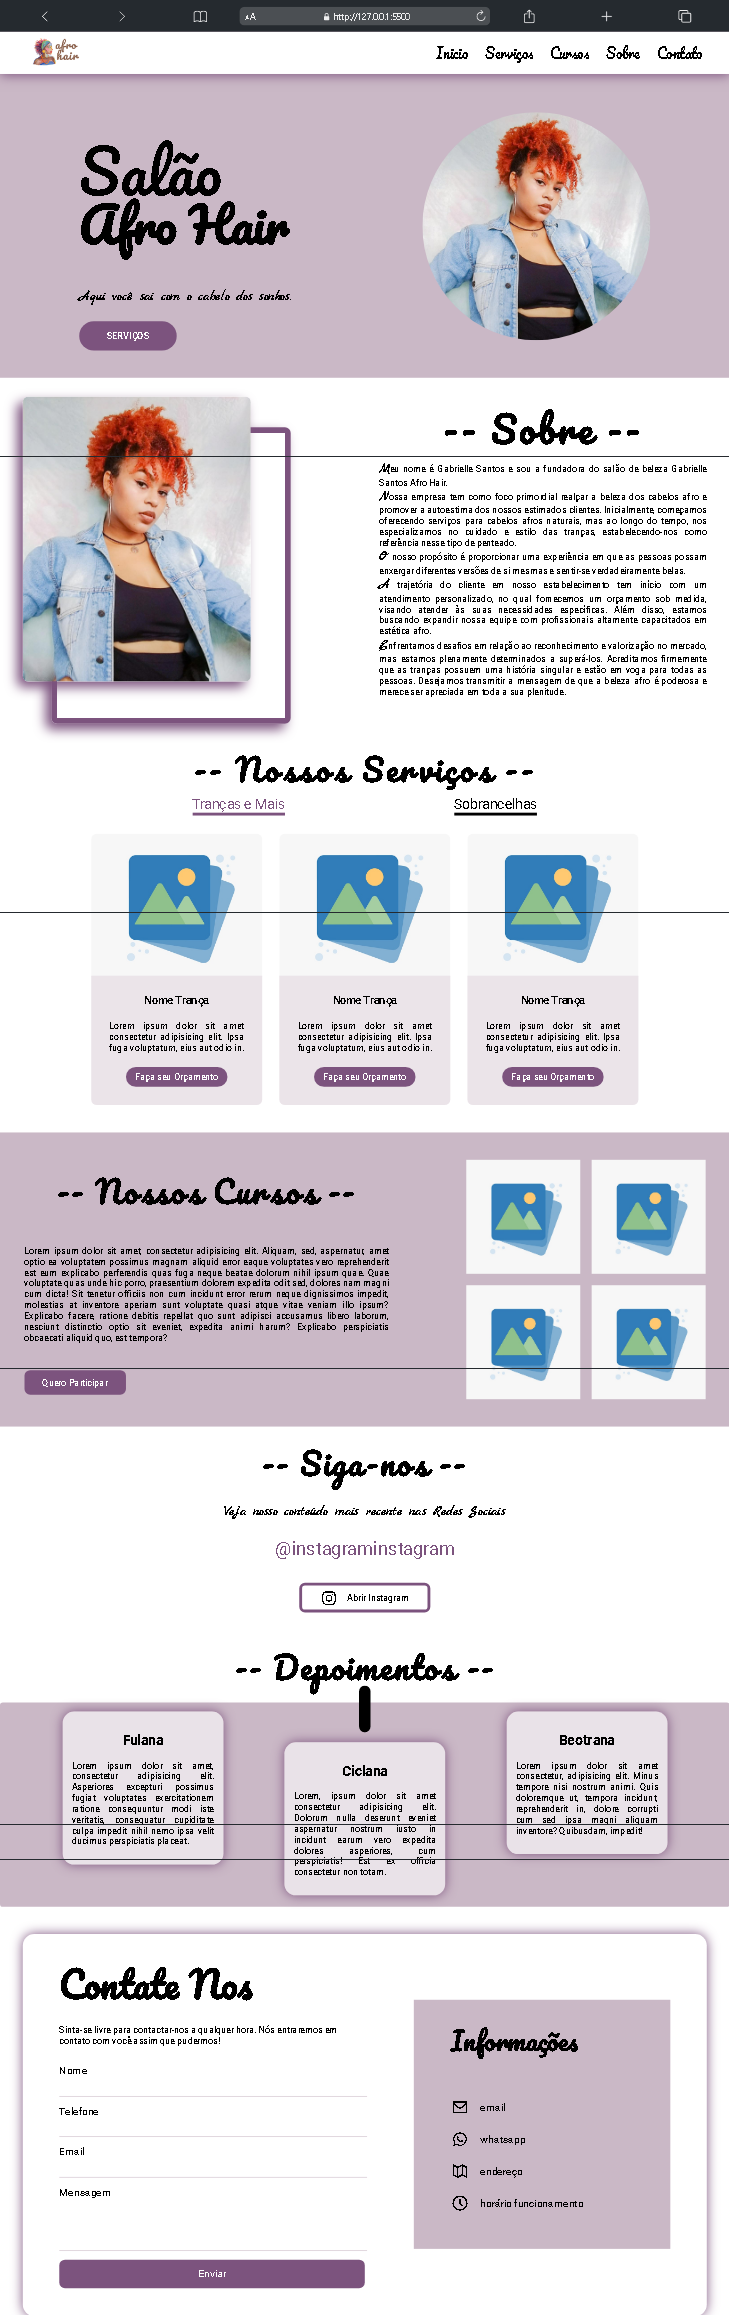 AA
http://127.0.0.1:5500
afro
hair
Inicio Serviços Cursos Sobre Contato
Salão
Afro Hair
Aqui você sai com o cabelo dos sonhos.
SERVIÇOS
-- Sobre --
Meu nome é Gabrielle Santos e sou a fundadora do salão de beleza Gabrielle
Santos Afro Hair.
Nossa empresa tem como foco primordial realçar a beleza dos cabelos afro e
promover a autoestima dos nossos estimados clientes. Inicialmente, começamos
oferecendo serviços para cabelos afros naturais, mas ao longo do tempo, nos
especializamos no cuidado e estilo das tranças, estabelecendo-nos como
referência nesse tipo de penteado.
O nosso propósito é proporcionar uma experiência em que as pessoas possam
enxergar diferentes versões de si mesmas e sentir-se verdadeiramente belas.
A trajetória do cliente em nosso estabelecimento tem início com um
atendimento personalizado, no qual fornecemos um orçamento sob medida,
visando atender às suas necessidades específicas. Além disso, estamos
buscando expandir nossa equipe com profissionais altamente capacitados em
estética afro.
Enfrentamos desafios em relação ao reconhecimento e valorização no mercado,
mas estamos plenamente determinados a superá-los. Acreditamos firmemente
que as tranças possuem uma história singular e estão em voga para todas as
pessoas. Desejamos transmitir a mensagem de que a beleza afro é poderosa e
merece ser apreciada em toda a sua plenitude.
-- Nossos Serviços --
Tranças e Mais
Sobrancelhas
Nome Trança
Lorem ipsum dolor sit amet
consectetur adipisicing elit. Ipsa
fuga voluptatum, eius aut odio in.
Faça seu Orçamento
Nome Trança
Lorem ipsum dolor sit amet
consectetur adipisicing elit. Ipsa
fuga voluptatum, eius aut odio in.
Faça seu Orçamento
Nome Trança
Lorem ipsum dolor sit amet
consectetur adipisicing elit. Ipsa
fuga voluptatum, eius aut odio in.
Faça seu Orçamento
-- Nossos Cursos --
Lorem ipsum dolor sit amet, consectetur adipisicing elit. Aliquam, sed, aspernatur, amet
optio ea voluptatem possimus magnam aliquid error eaque voluptates vero reprehenderit
est eum explicabo perferendis quas fuga neque beatae dolorum nihil ipsum quae. Quae
voluptate quas unde hic porro, praesentium dolorem expedita odit sed, dolores nam magni
cum dicta! Sit tenetur officiis non cum incidunt error rerum neque dignissimos impedit,
molestias at inventore aperiam sunt voluptate quasi atque vitae veniam illo ipsum?
Explicabo facere, ratione debitis repellat quo sunt adipisci accusamus libero laborum,
nesciunt distinctio optio sit eveniet, expedita animi harum? Explicabo perspiciatis
obcaecati aliquid quo, est tempora?
Quero Participar
-- Siga-nos --
Veja nosso conteúdo mais recente nas Redes Sociais
@instagraminstagram
Abrir Instagram
-- Depoimentos --
Fulana
Lorem ipsum dolor sit amet,
consectetur adipisicing elit.
Asperiores excepturi possimus
fugiat voluptates exercitationem
ratione consequuntur modi iste
veritatis, consequatur cupiditate
culpa impedit nihil nemo ipsa velit
ducimus perspiciatis placeat.
Ciclana
Lorem, ipsum dolor sit amet
consectetur adipisicing elit.
Dolorum nulla deserunt eveniet
aspernatur nostrum iusto in
incidunt earum vero expedita
dolores asperiores, cum
perspiciatis! Est ex officia
consectetur non totam.
Beotrana
Lorem ipsum dolor sit amet
consectetur, adipisicing elit. Minus
tempore nisi nostrum animi. Quis
doloremque ut, tempora incidunt,
reprehenderit in, dolore corrupti
cum sed ipsa magni aliquam
inventore? Quibusdam, impedit!
Contate Nos
Sinta-se livre para contactar-nos a qualquer hora. Nós entraremos em
contato com você assim que pudermos!
Nome
Telefone
Email
Mensagem
Enviar
Informações
email
whatsapp
endereço
horário funcionamento